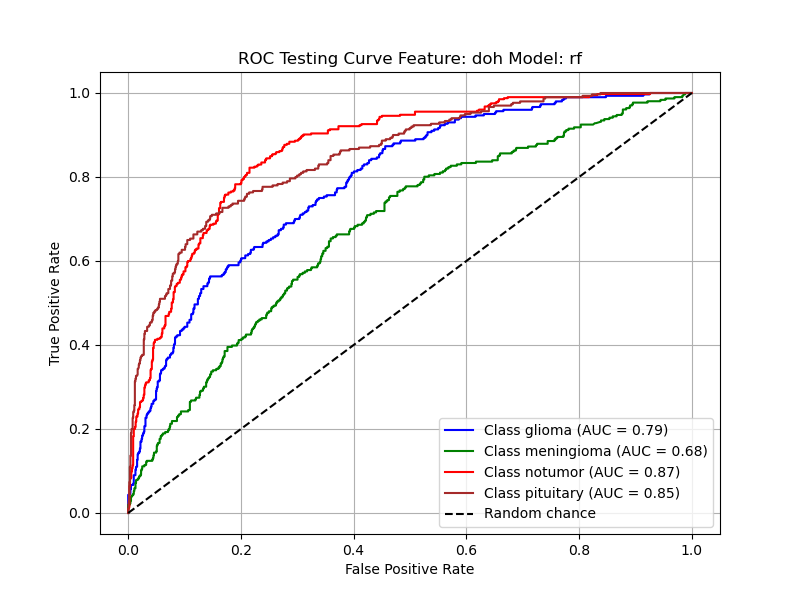 ROC Testing Curve Feature: doh Model: rf
True Positive Rate
1.0
0.8
0.6
0.4
0.2
0.0
Class glioma (AUC = 0.79)
Class meningioma (AUC = 0.68)
Class notumor (AUC = 0.87)
Class pituitary (AUC = 0.85)
Random chance
0.0 0.2 0.4 0.6 0.8 1.0
False Positive Rate